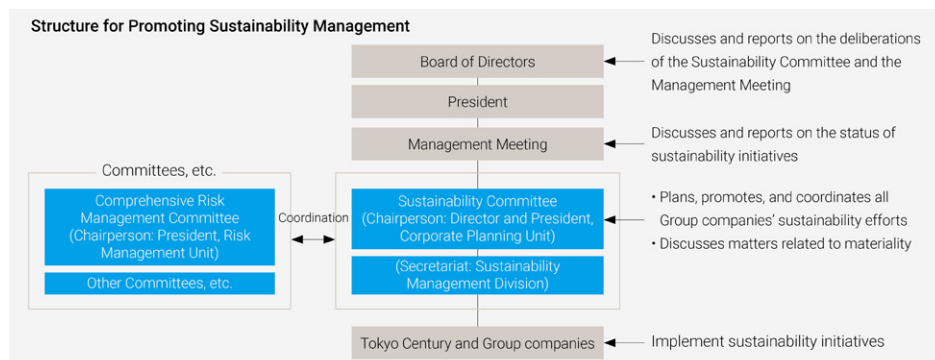 Structure for Promoting Sustainability Management
Board of Directors
Discusses and reports on the deliberations
of the Sustainability Committee and the
Management Meeting
President
Management Meeting
Discusses and reports on the status of
sustainability initiatives
Committees, etc.
Comprehensive Risk
Management Committee
(Chairperson: President, Risk
Management Unit)
Other Committees, etc.
Coordination
Sustainability Committee
(Chairperson: Director and President,
Corporate Planning Unit)
(Secretariat: Sustainability
Management Division)
• Plans, promotes, and coordinates all
Group companies’ sustainability efforts
• Discusses matters related to materiality
Tokyo Century and Group companies
Implement sustainability initiatives